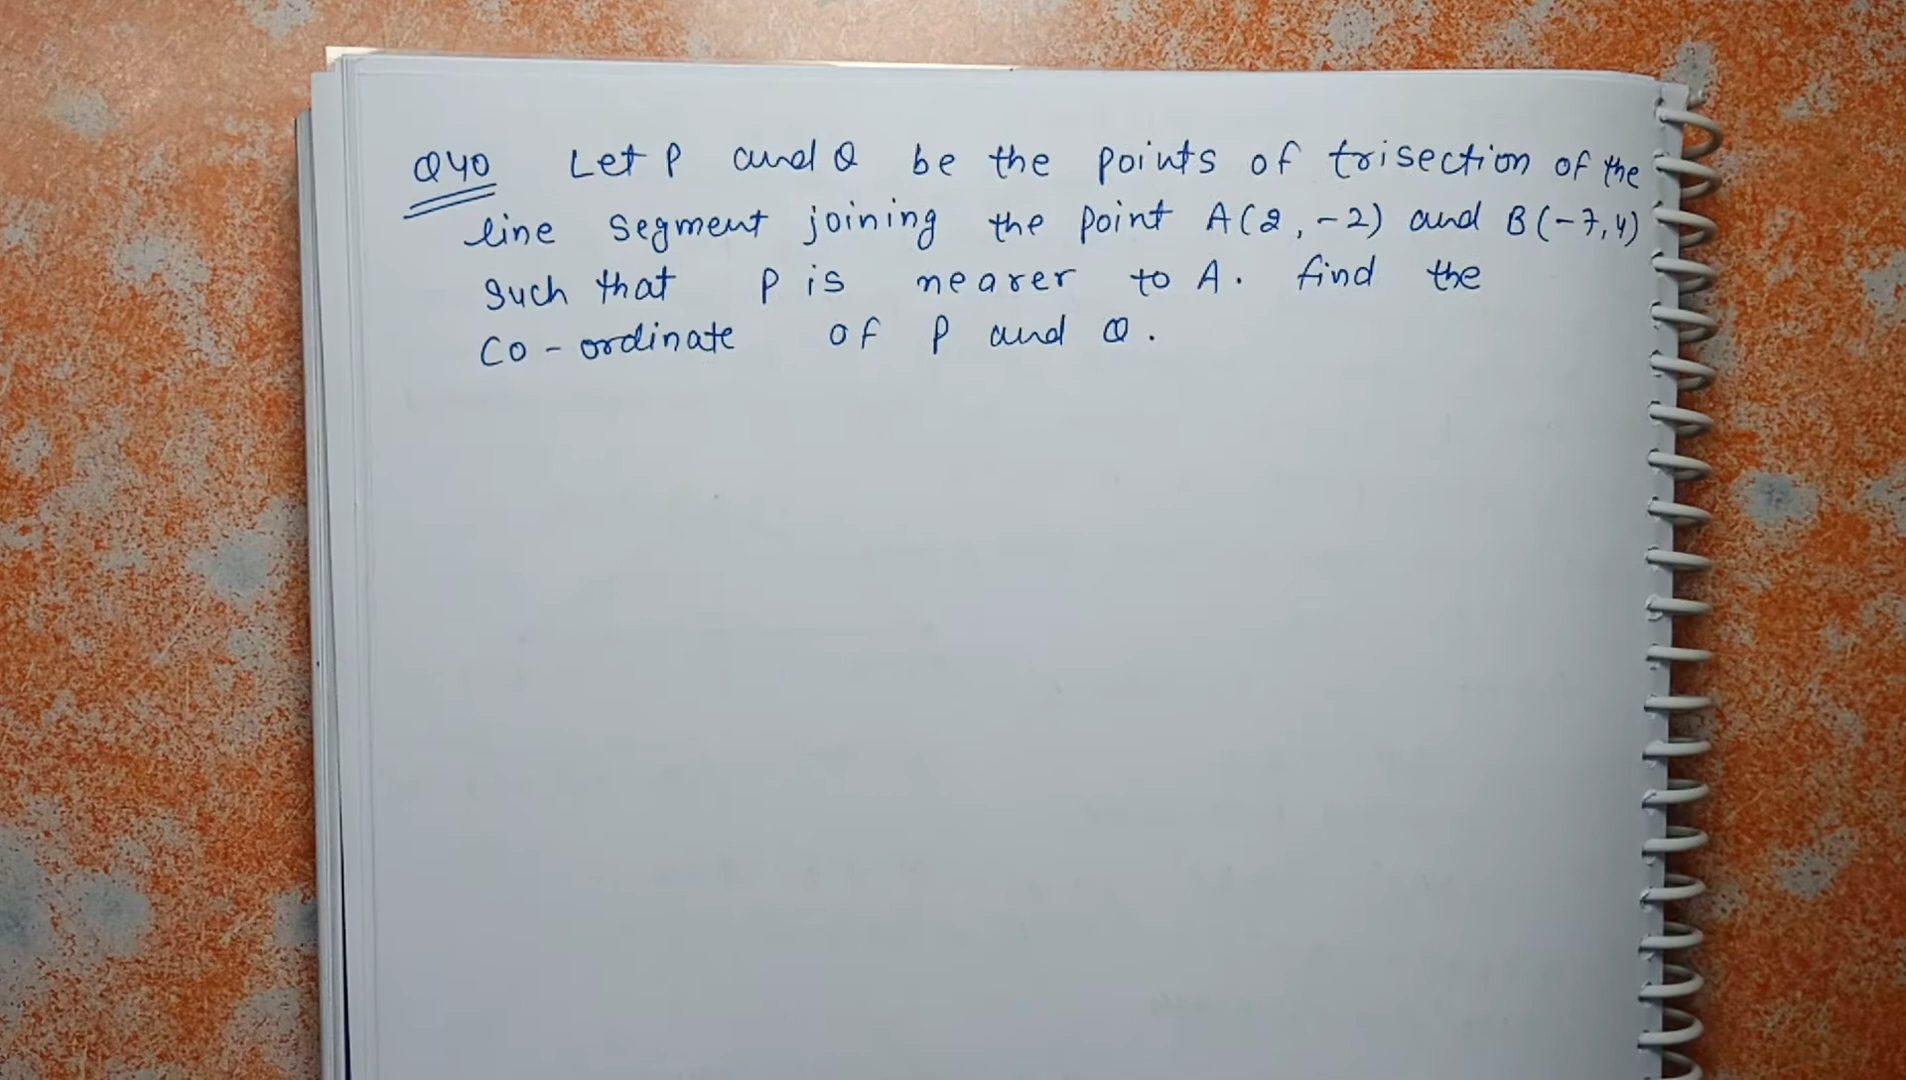 Q40 Let P and Q be the points of trisection of the
line segment joining the point A(2, -2) and B(-7,4)
such that P is nearer to A. find the
co-ordinate of P and Q.